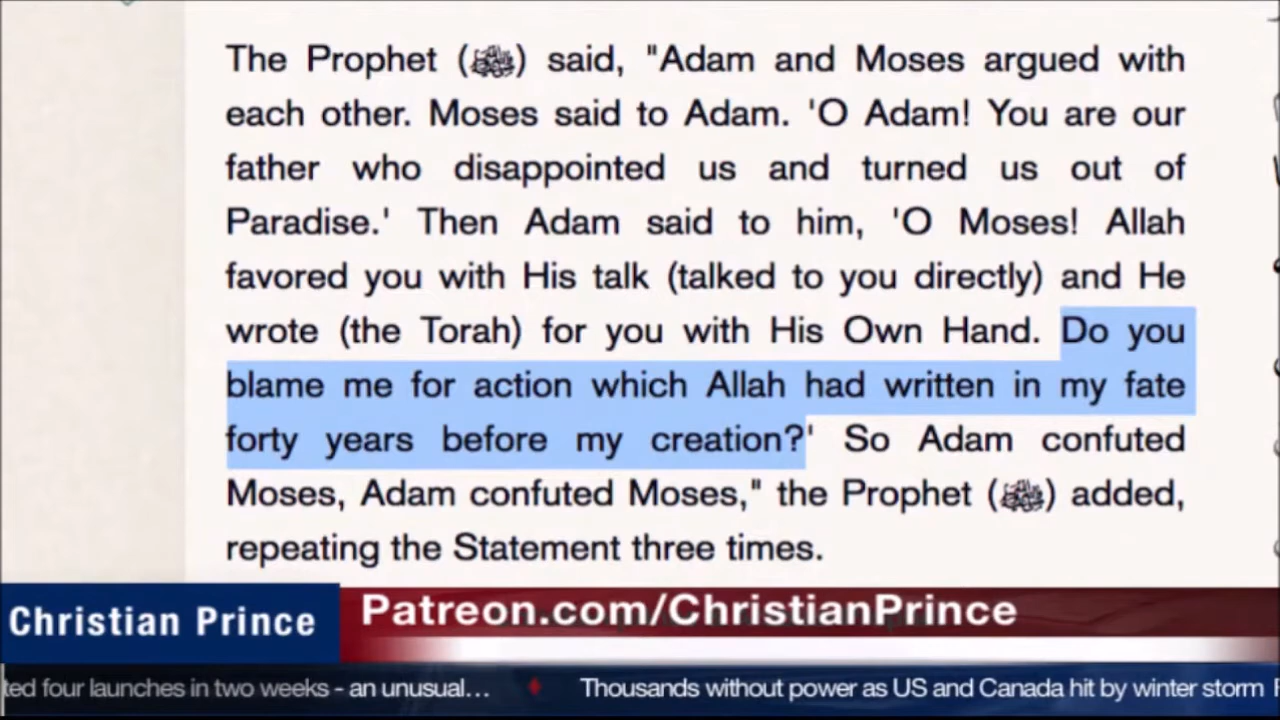 The Prophet (ﷺ) said, "Adam and Moses argued with
each other. Moses said to Adam. 'O Adam! You are our
father who disappointed us and turned us out of
Paradise.' Then Adam said to him, 'O Moses! Allah
favored you with His talk (talked to you directly) and He
wrote (the Torah) for you with His Own Hand. Do you
blame me for action which Allah had written in my fate
forty years before my creation?' So Adam confuted
Moses, Adam confuted Moses," the Prophet (ﷺ) added,
repeating the Statement three times.
Christian Prince
Patreon.com/ChristianPrince
ted four launches in two weeks - an unusual... Thousands without power as US and Canada hit by winter storm